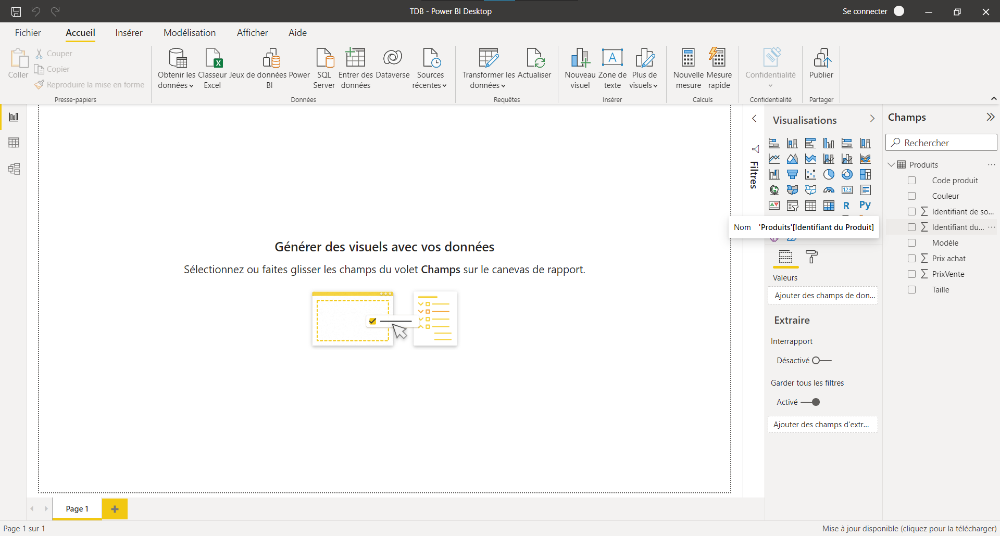 TDB - Power BI Desktop
Se connecter
Fichier
Accueil
Insérer
Modélisation
Afficher
Aide
Coller
Couper
Copier
Reproduire la mise en forme
Presse-papiers
Obtenir les données
Classeur Excel
Jeux de données Power BI
SQL Server
Entrer des données
Dataverse
Sources récentes
Données
Transformer les données
Actualiser
Requêtes
Nouveau visuel
Zone de texte
A
Plus de visuels
Insérer
Nouvelle mesure
Mesure rapide
Calculs
Confidentialité
Confidentialité
Publier
Partager
Générer des visuels avec vos données
Sélectionnez ou faites glisser les champs du volet Champs sur le canevas de rapport.
Filtres
Visualisations
123
R
Py
Nom 'Produits'[Identifiant du Produit]
Valeurs
Ajouter des champs de don...
Extraire
Interrapport
Désactivé
Garder tous les filtres
Activé
Ajouter des champs d'extr...
Champs
Rechercher
Produits
Code produit
Couleur
Identifiant de so...
Identifiant du...
Modèle
Prix achat
PrixVente
Taille
Page 1
Page 1 sur 1
Mise à jour disponible (cliquez pour la télécharger)